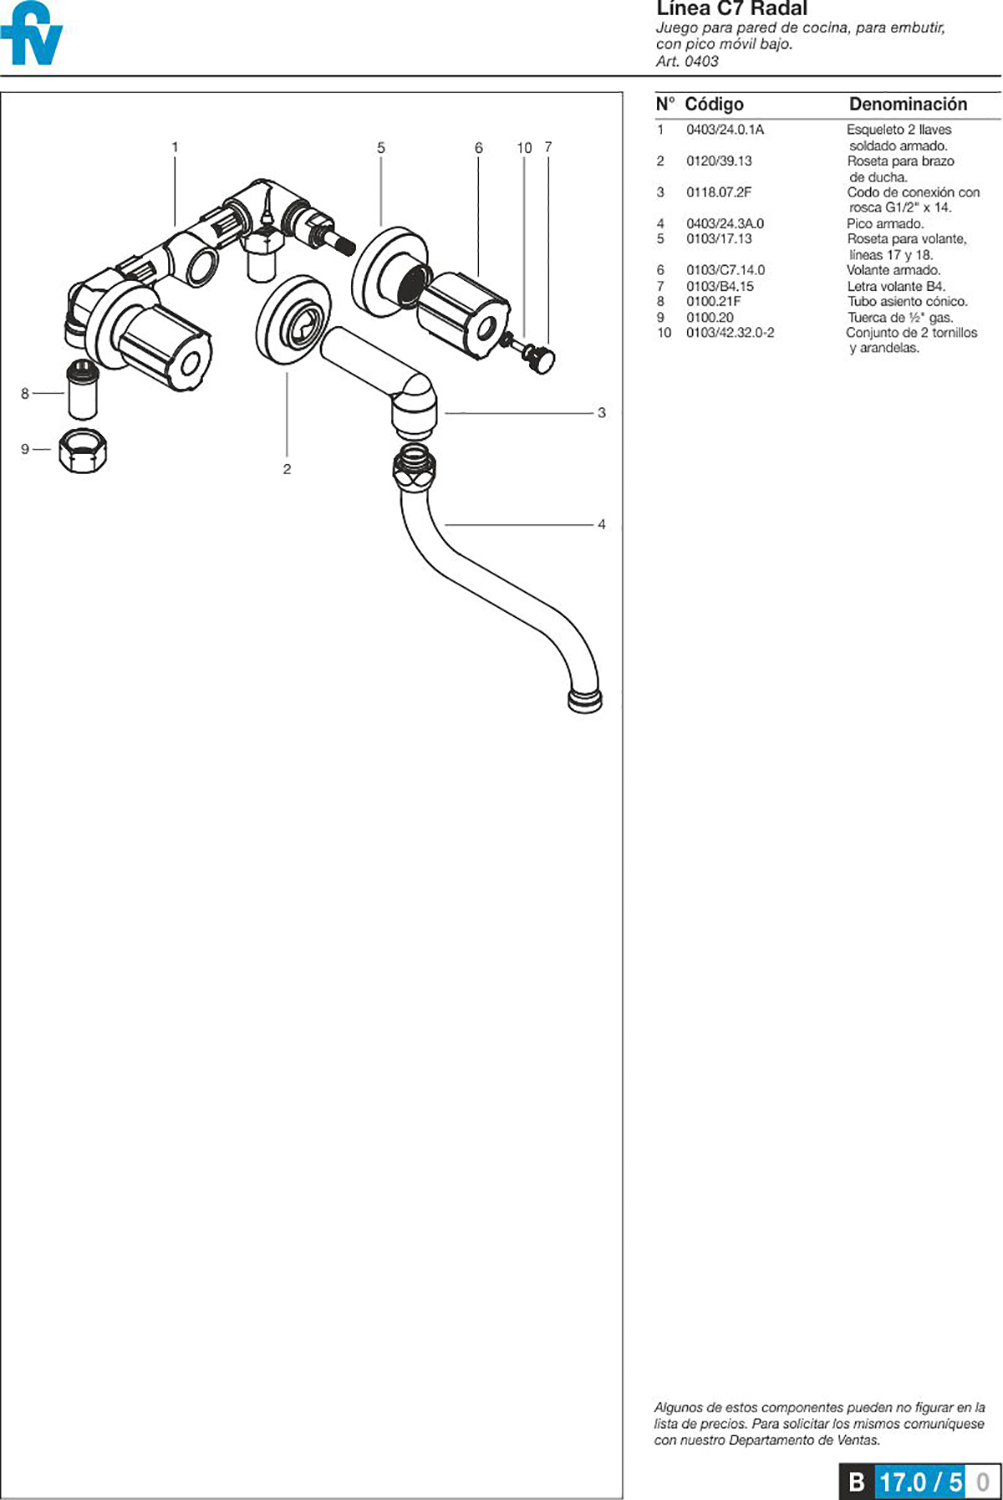 fv
Línea C7 Radal
Juego para pared de cocina, para embutir,
con pico móvil bajo.
Art. 0403
N° Código Denominación
1 0403/24.0.1A Esqueleto 2 llaves
soldado armado.
2 0120/39.13 Roseta para brazo
de ducha.
3 0118.07.2F Codo de conexión con
rosca G1/2" x 14.
4 0403/24.3A.0 Pico armado.
5 0103/17.13 Roseta para volante,
líneas 17 y 18.
6 0103/C7.14.0 Volante armado.
7 0103/B4.15 Letra volante B4.
8 0100.21F Tubo asiento cónico.
9 0100.20 Tuerca de ½" gas.
10 0103/42.32.0-2 Conjunto de 2 tornillos
y arandelas.
1 5 6 10 7
8
3
9
2
4
Algunos de estos componentes pueden no figurar en la
lista de precios. Para solicitar los mismos comuníquese
con nuestro Departamento de Ventas.
B 17.0 / 5 0